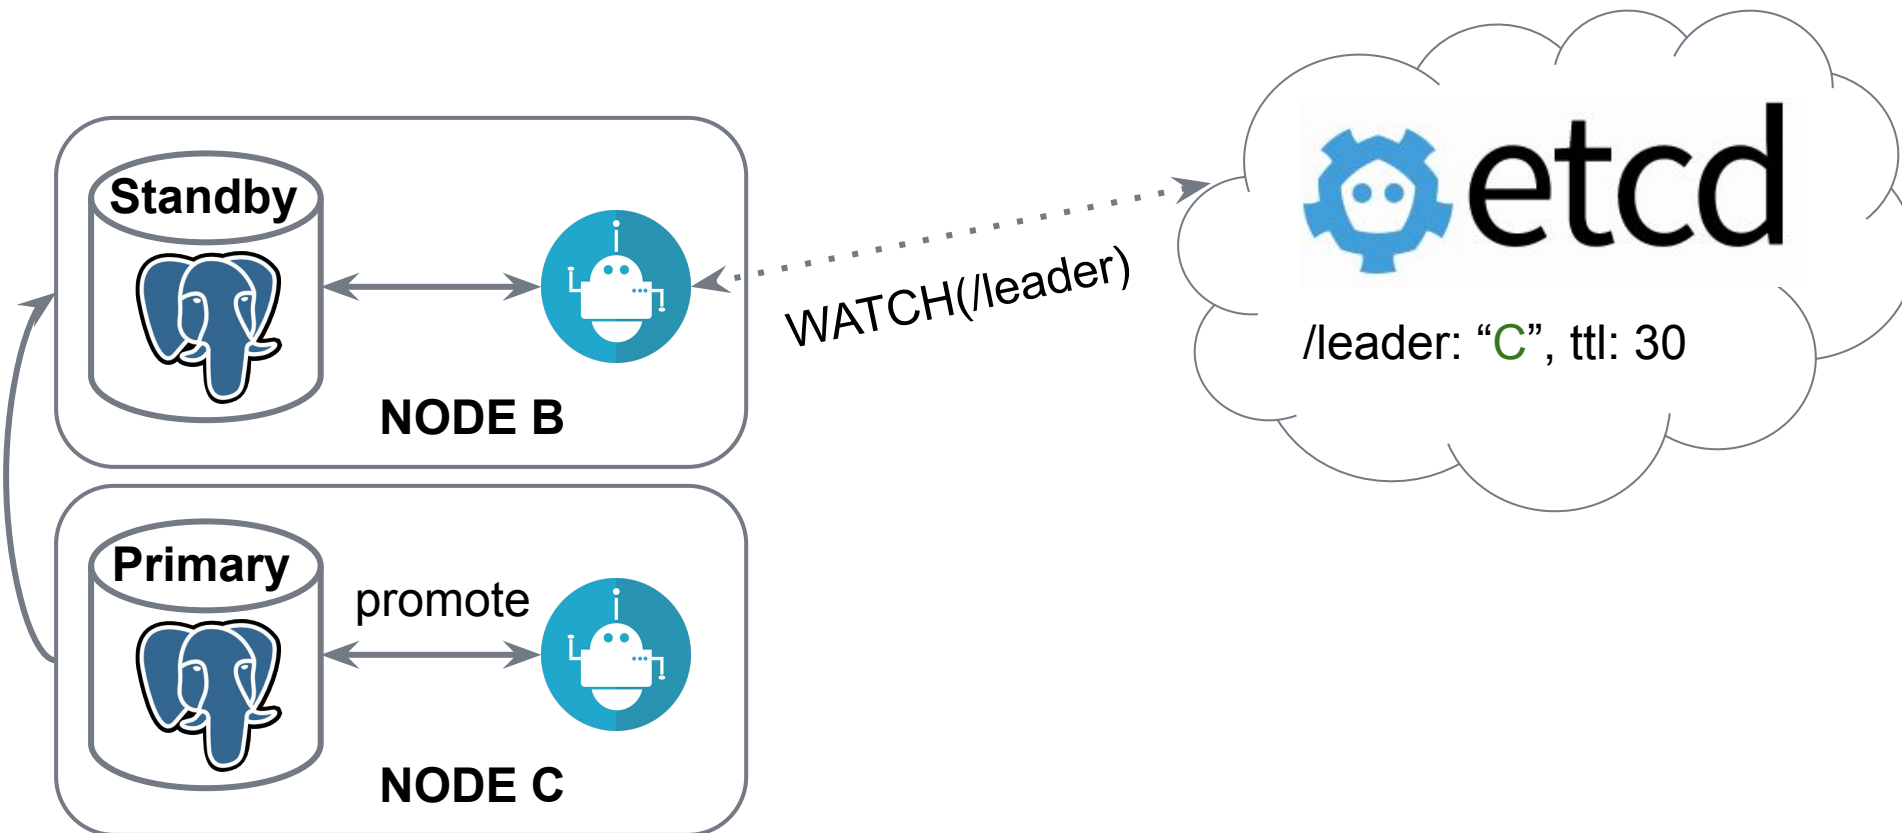 Standby
NODE B
WATCH(/leader)
etcd
/leader: “C”, ttl: 30
Primary
promote
NODE C